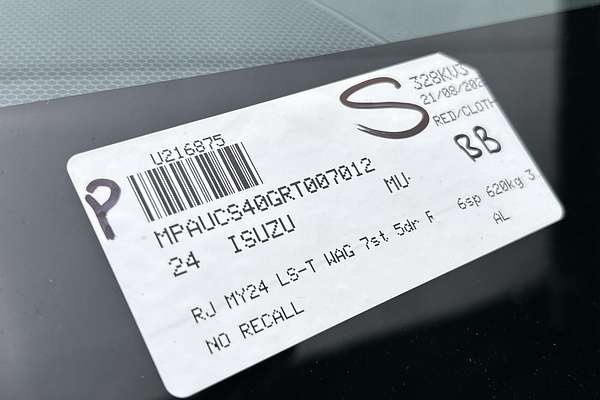 U216875
S
328KV3
21/08/202
RED/CLOTH
P
BB
MPAUCS40GRT007012
24 ISUZU MU-
RJ MY24 LS-T WAG 7st 5dr F 6sp 620kg 3.
NO RECALL AL